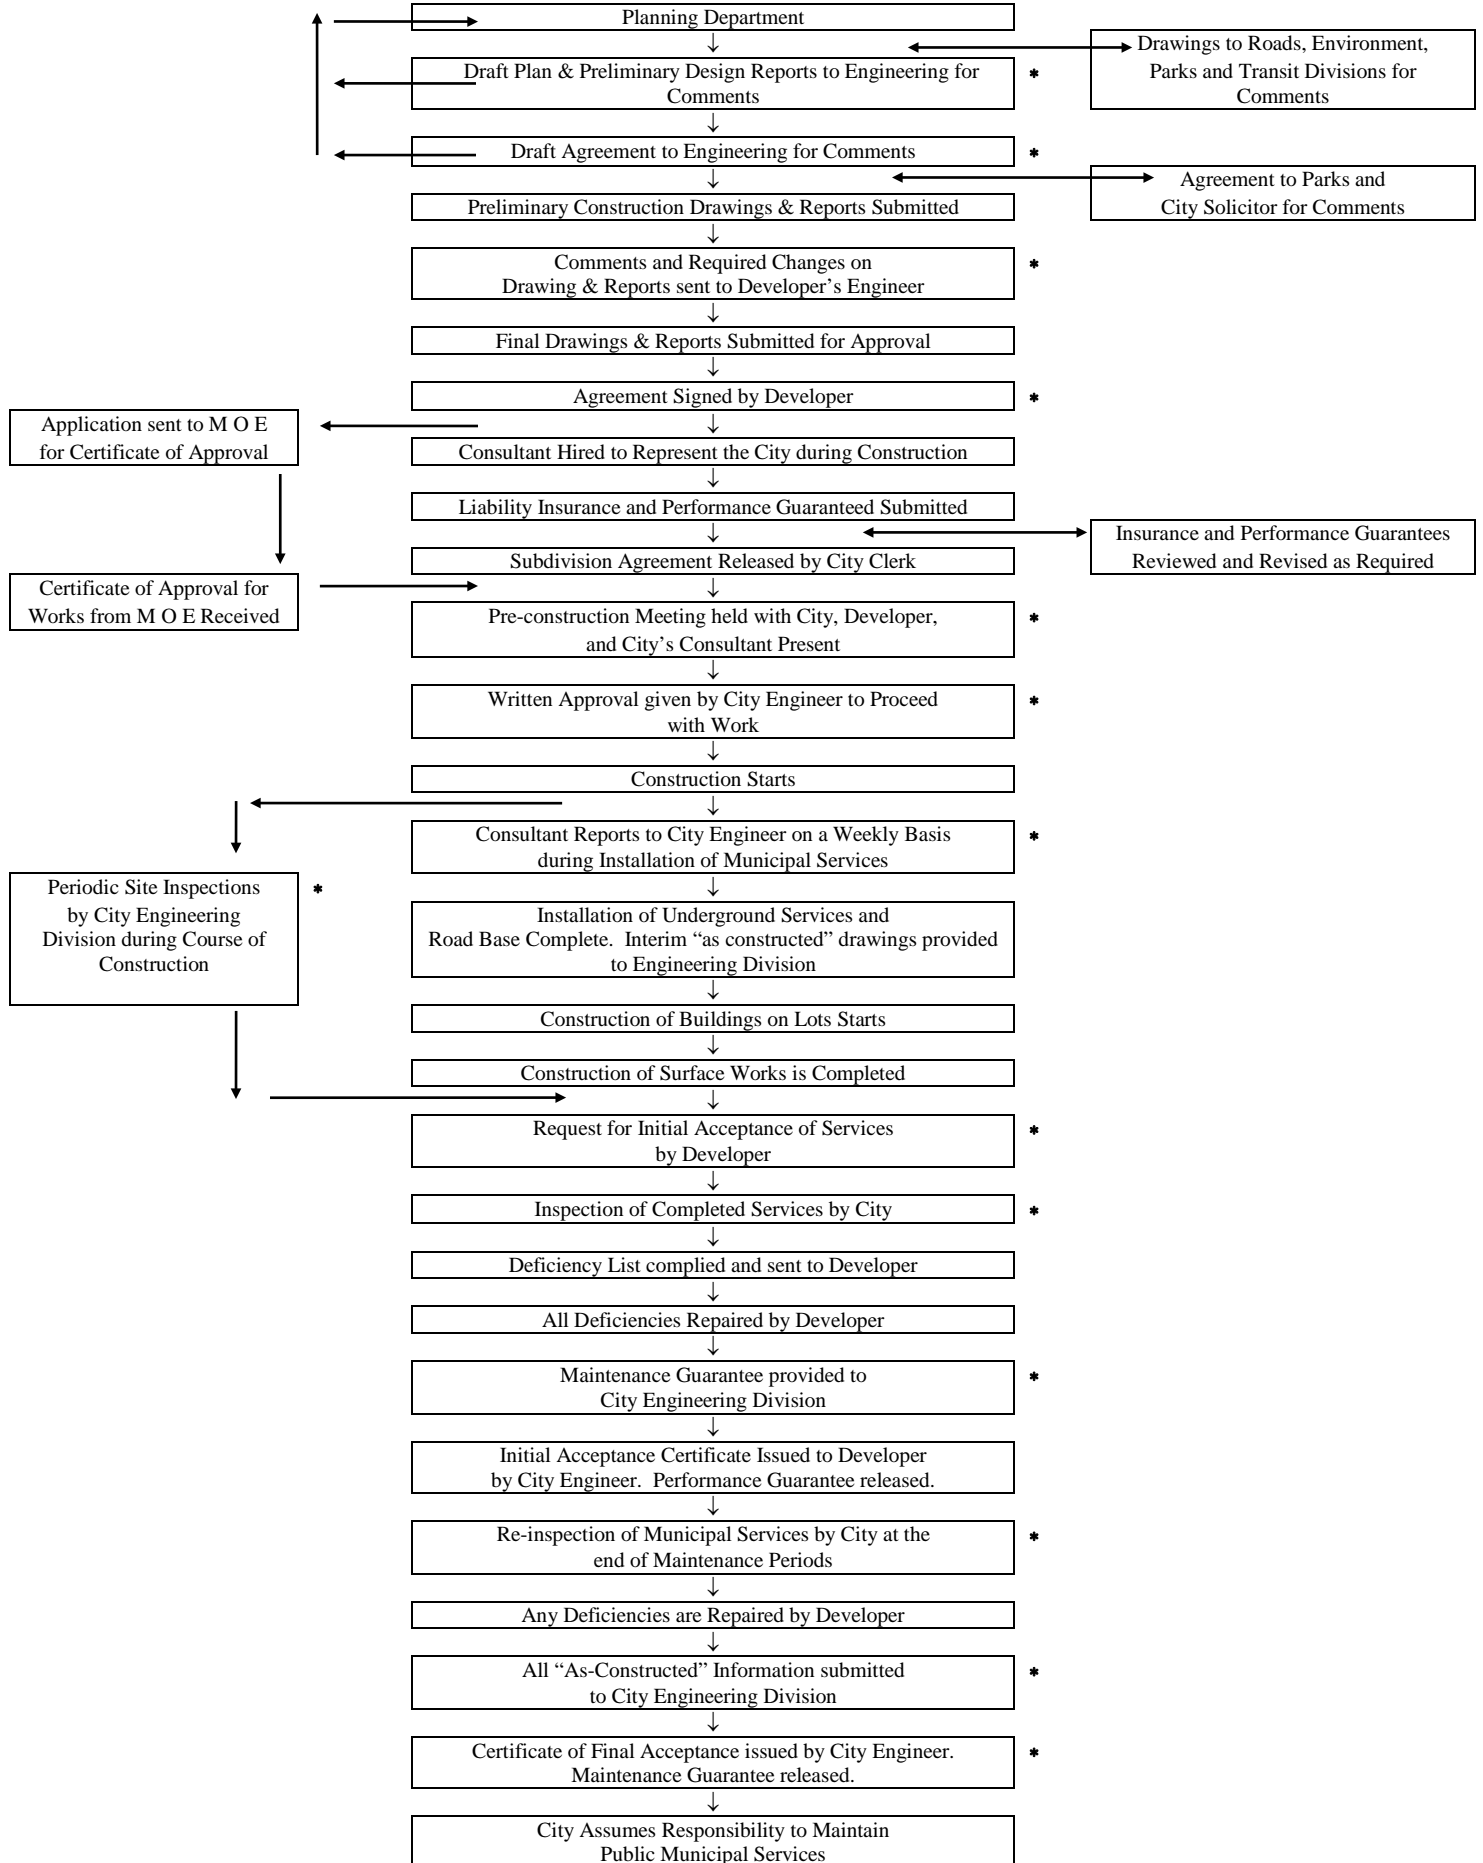 Planning Department
Drawings to Roads, Environment,
Parks and Transit Divisions for
Comments
Draft Plan & Preliminary Design Reports to Engineering for
Comments
*
Draft Agreement to Engineering for Comments
*
Agreement to Parks and
City Solicitor for Comments
Preliminary Construction Drawings & Reports Submitted
Comments and Required Changes on
Drawing & Reports sent to Developer's Engineer
*
Final Drawings & Reports Submitted for Approval
Agreement Signed by Developer
*
Application sent to M O E
for Certificate of Approval
Consultant Hired to Represent the City during Construction
Liability Insurance and Performance Guaranteed Submitted
Insurance and Performance Guarantees
Reviewed and Revised as Required
Subdivision Agreement Released by City Clerk
Certificate of Approval for
Works from M O E Received
Pre-construction Meeting held with City, Developer,
and City's Consultant Present
*
Written Approval given by City Engineer to Proceed
with Work
*
Construction Starts
Consultant Reports to City Engineer on a Weekly Basis
during Installation of Municipal Services
*
Periodic Site Inspections
by City Engineering
Division during Course of
Construction
*
Installation of Underground Services and
Road Base Complete.  Interim “as constructed” drawings provided
to Engineering Division
Construction of Buildings on Lots Starts
Construction of Surface Works is Completed
Request for Initial Acceptance of Services
by Developer
*
Inspection of Completed Services by City
*
Deficiency List complied and sent to Developer
All Deficiencies Repaired by Developer
Maintenance Guarantee provided to
City Engineering Division
*
Initial Acceptance Certificate Issued to Developer
by City Engineer.  Performance Guarantee released.
Re-inspection of Municipal Services by City at the
end of Maintenance Periods
*
Any Deficiencies are Repaired by Developer
All “As-Constructed” Information submitted
to City Engineering Division
*
Certificate of Final Acceptance issued by City Engineer.
Maintenance Guarantee released.
*
City Assumes Responsibility to Maintain
Public Municipal Services